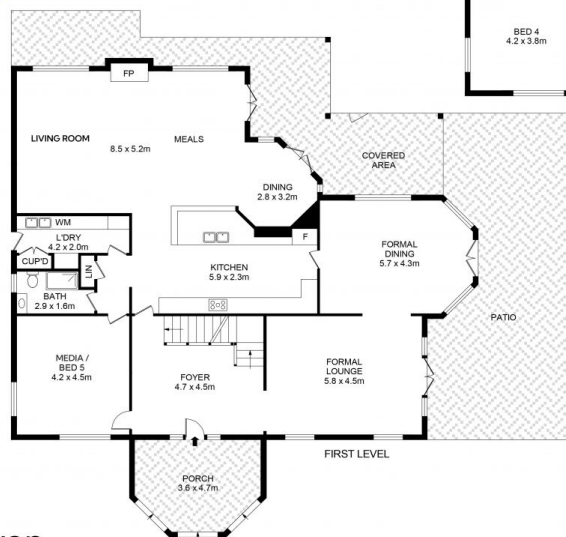 BED 4
4.2 x 3.8m
FP
LIVING ROOM
MEALS
8.5 x 5.2m
COVERED
AREA
DINING
2.8 x 3.2m
WM
L'DRY
4.2 x 2.0m
CUP'D
LIN
F
FORMAL
DINING
5.7 x 4.3m
KITCHEN
5.9 x 2.3m
BATH
2.9 x 1.6m
PATIO
MEDIA /
BED 5
4.2 x 4.5m
FOYER
4.7 x 4.5m
FORMAL
LOUNGE
5.8 x 4.5m
FIRST LEVEL
PORCH
3.6 x 4.7m